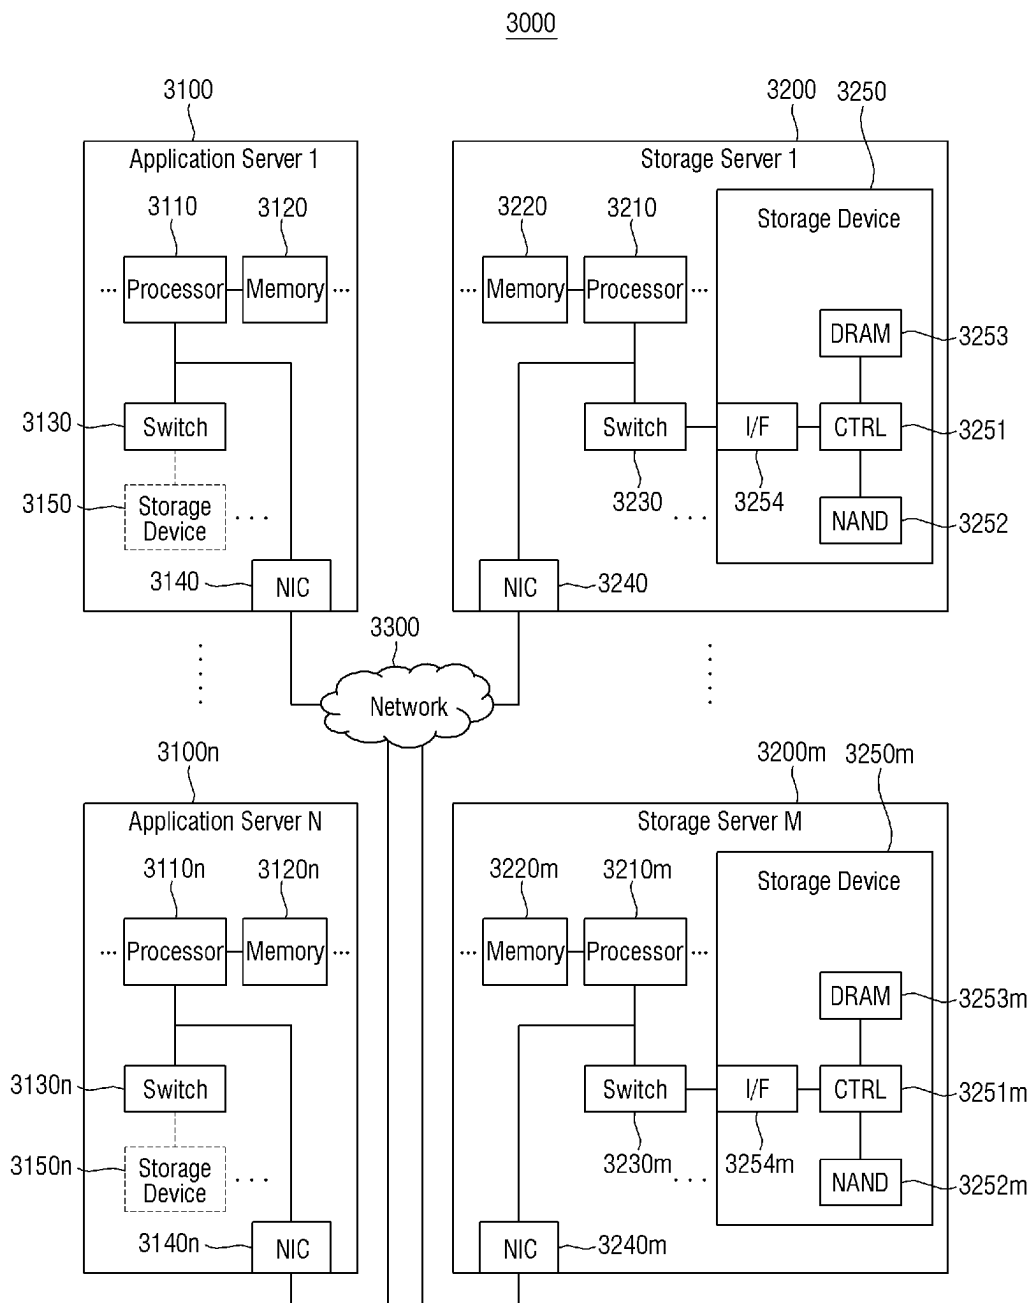 3000
3100
3200
3250
Application Server 1
Storage Server 1
3110
3120
3220
3210
Storage Device
... Processor Memory ...
... Memory Processor ...
DRAM
3253
3130
Switch
Switch
I/F
CTRL
3251
3150
Storage
Device
. . .
3230
. . .
3254
NAND
3252
3140
NIC
NIC
3240
3300
Network
3100n
3200m
3250m
Application Server N
Storage Server M
3110n
3120n
3220m
3210m
Storage Device
... Processor Memory ...
... Memory Processor ...
DRAM
3253m
3130n
Switch
Switch
I/F
CTRL
3251m
3150n
Storage
Device
. . .
3230m
. . .
3254m
NAND
3252m
3140n
NIC
NIC
3240m